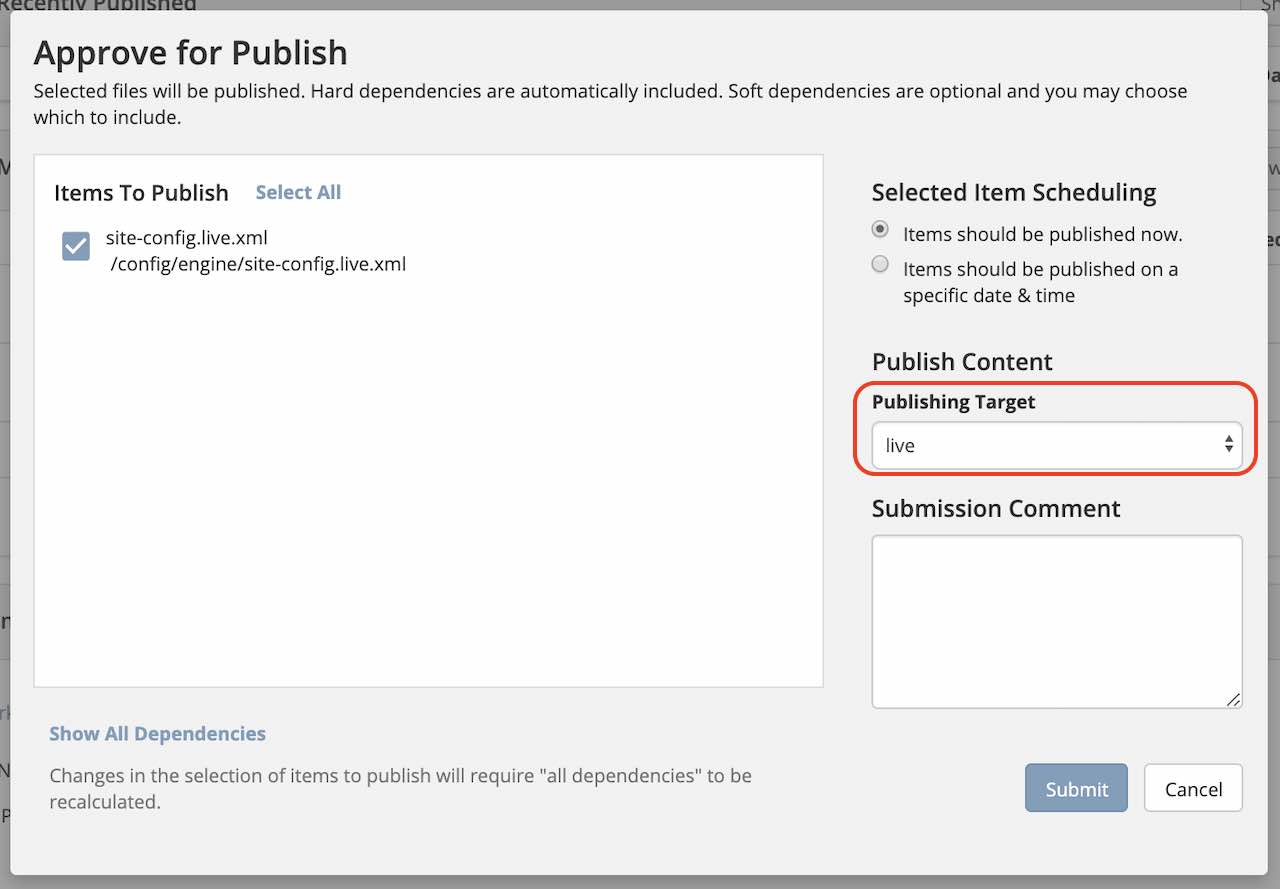 Recently Published
Approve for Publish
Selected files will be published. Hard dependencies are automatically included. Soft dependencies are optional and you may choose
which to include.
Items To Publish Select All
site-config.live.xml
/config/engine/site-config.live.xml
Selected Item Scheduling
Items should be published now.
Items should be published on a
specific date & time
Publish Content
Publishing Target
live
Submission Comment
Show All Dependencies
Changes in the selection of items to publish will require "all dependencies" to be
recalculated.
Submit Cancel